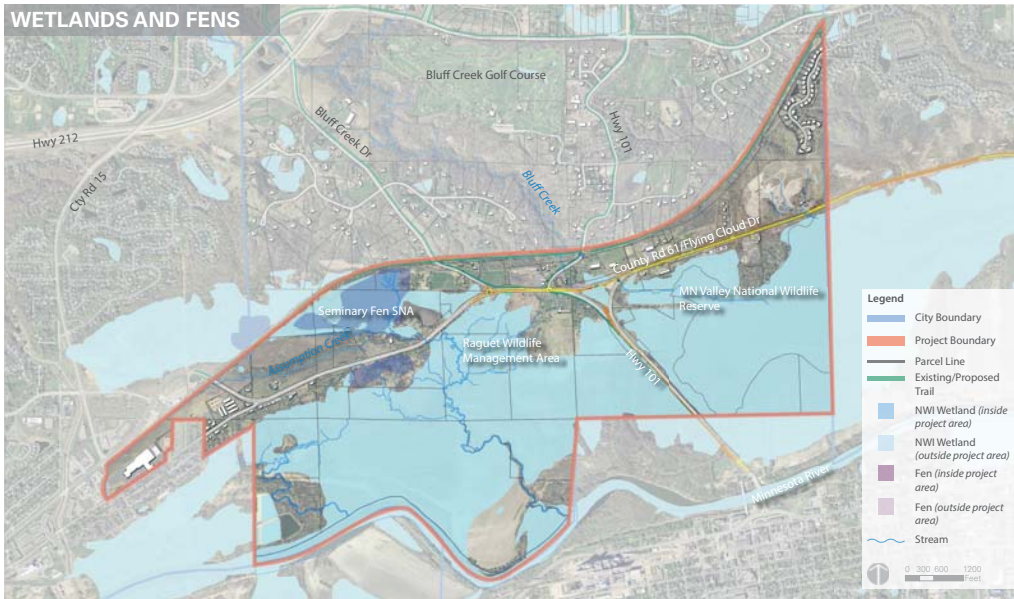 WETLANDS AND FENS
Bluff Creek Golf Course
Hwy 212
Bluff Creek Dr
Hwy 101
Cty Rd 15
Bluff Creek
County Rd 61/Flying Cloud Dr
MN Valley National Wildlife
Reserve
Seminary Fen SNA
Assumption Creek
Raguet Wildlife
Management Area
Hwy 101
Minnesota River
Legend
City Boundary
Project Boundary
Parcel Line
Existing/Proposed
Trail
NWI Wetland (inside
project area)
NWI Wetland
(outside project area)
Fen (inside project
area)
Fen (outside project
area)
Stream
0 300 600 1200
Feet